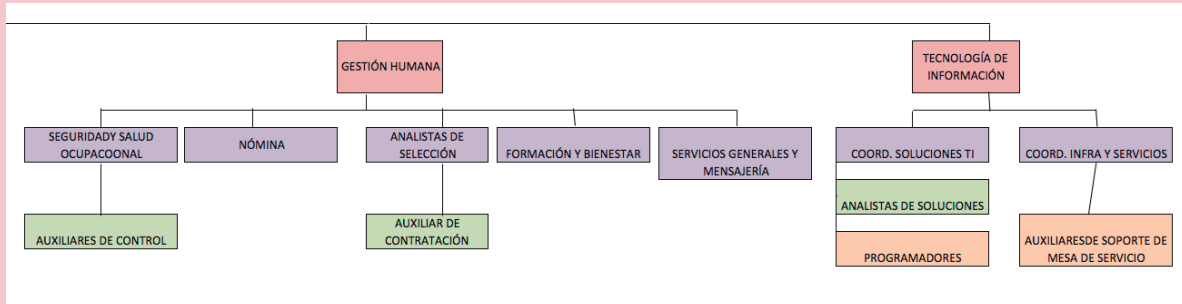 GESTIÓN HUMANA
TECNOLOGÍA DE
INFORMACIÓN
SEGURIDADY SALUD
OCUPACOONAL
NÓMINA
ANALISTAS DE
SELECCIÓN
FORMACIÓN Y BIENESTAR
SERVICIOS GENERALES Y
MENSAJERÍA
COORD. SOLUCIONES TI
COORD. INFRA Y SERVICIOS
ANALISTAS DE SOLUCIONES
AUXILIARES DE CONTROL
AUXILIAR DE
CONTRATACIÓN
PROGRAMADORES
AUXILIARESDE SOPORTE DE
MESA DE SERVICIO